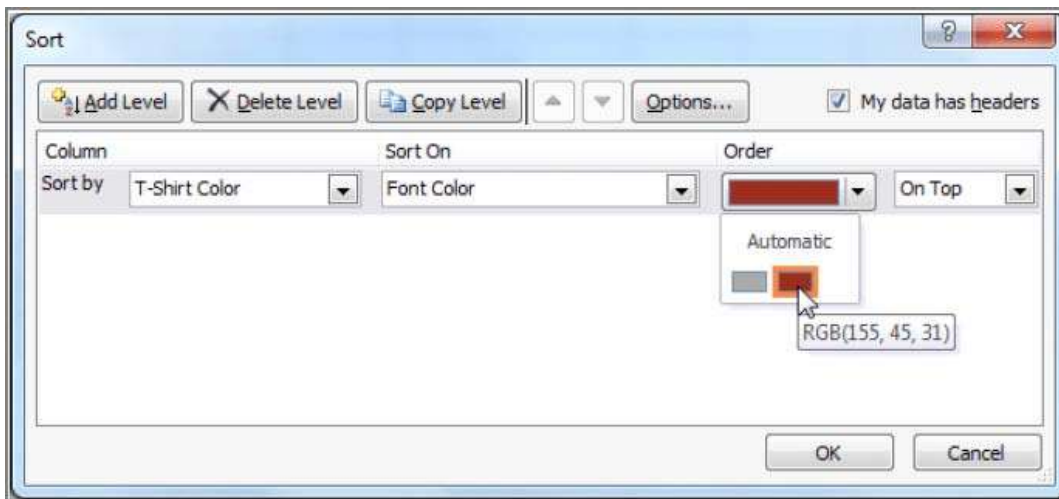 Sort
Add Level Delete Level Copy Level Options... My data has headers
Column Sort On Order
Sort by T-Shirt Color Font Color On Top
Automatic
RGB(155, 45, 31)
OK Cancel